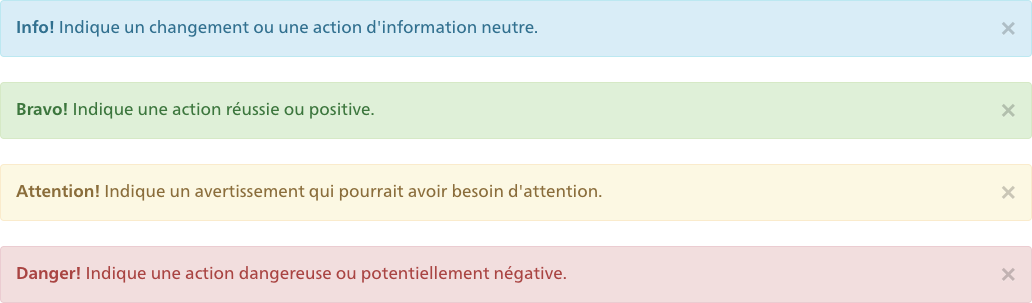 Info! Indique un changement ou une action d'information neutre. ×
Bravo! Indique une action réussie ou positive. ×
Attention! Indique un avertissement qui pourrait avoir besoin d'attention. ×
Danger! Indique une action dangereuse ou potentiellement négative. ×